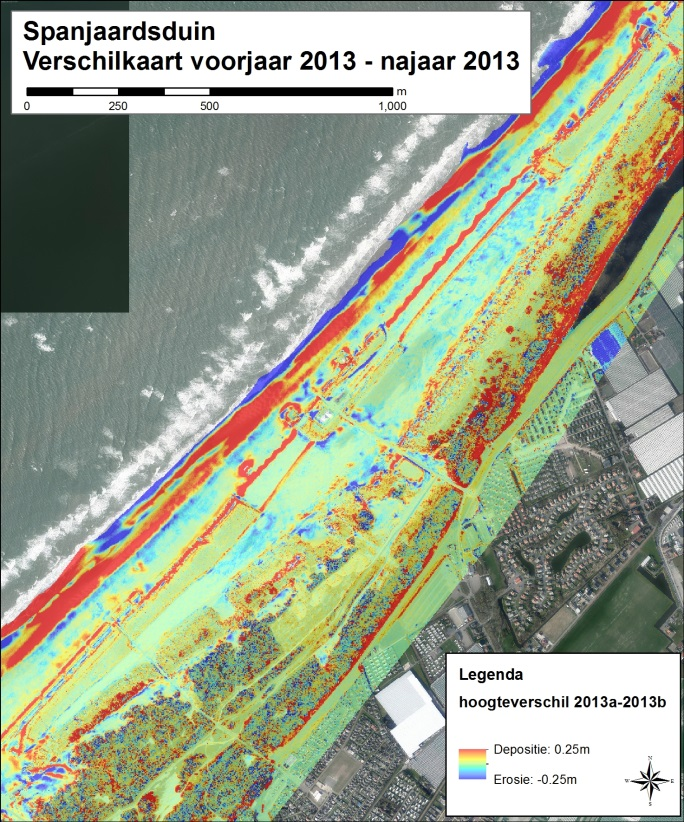 Spanjaardsduin
Verschilkaart voorjaar 2013 - najaar 2013
m
0 250 500 1,000
Legenda
hoogteverschil 2013a-2013b
Depositie: 0.25m
Erosie: -0.25m
N
W E
S